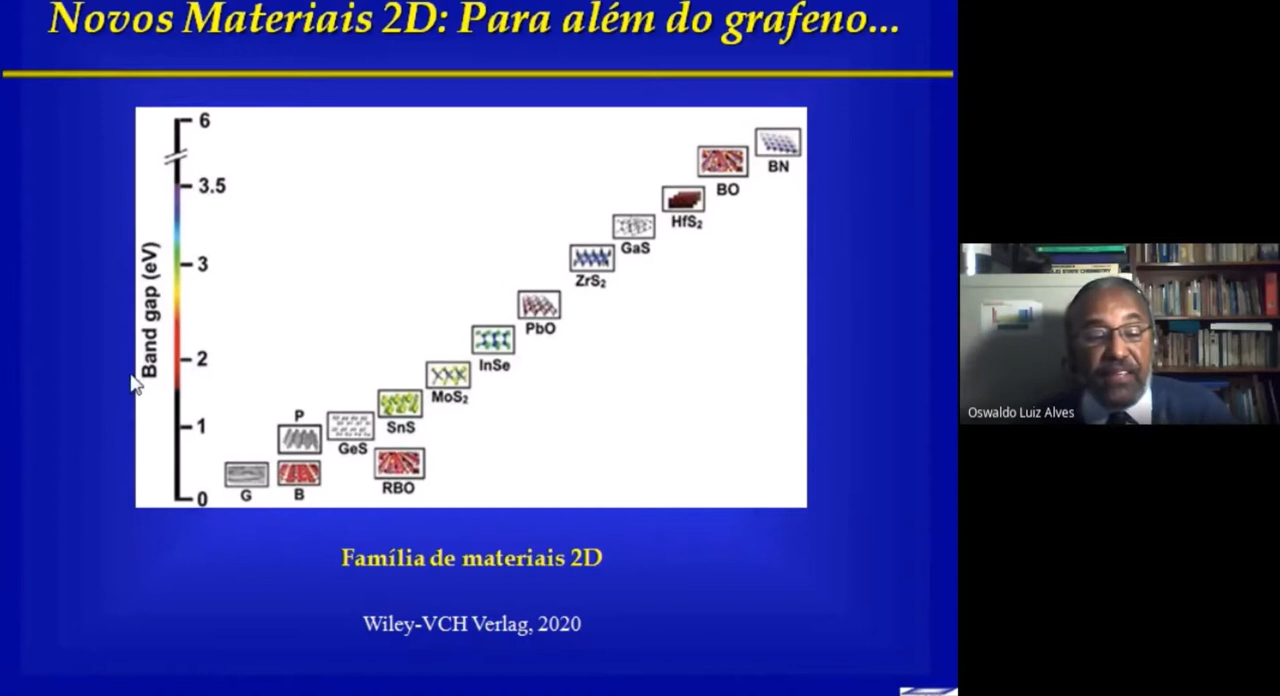 Novos Materiais 2D: Para além do grafeno...
Band gap (eV)
6
3.5
3
2
1
0
G
B
P
GeS
SnS
RBO
MoS₂
InSe
PbO
ZrS₂
GaS
HfS₂
BO
BN
Família de materiais 2D
Wiley-VCH Verlag, 2020
STATE CHEMISTRY
Oswaldo Luiz Alves